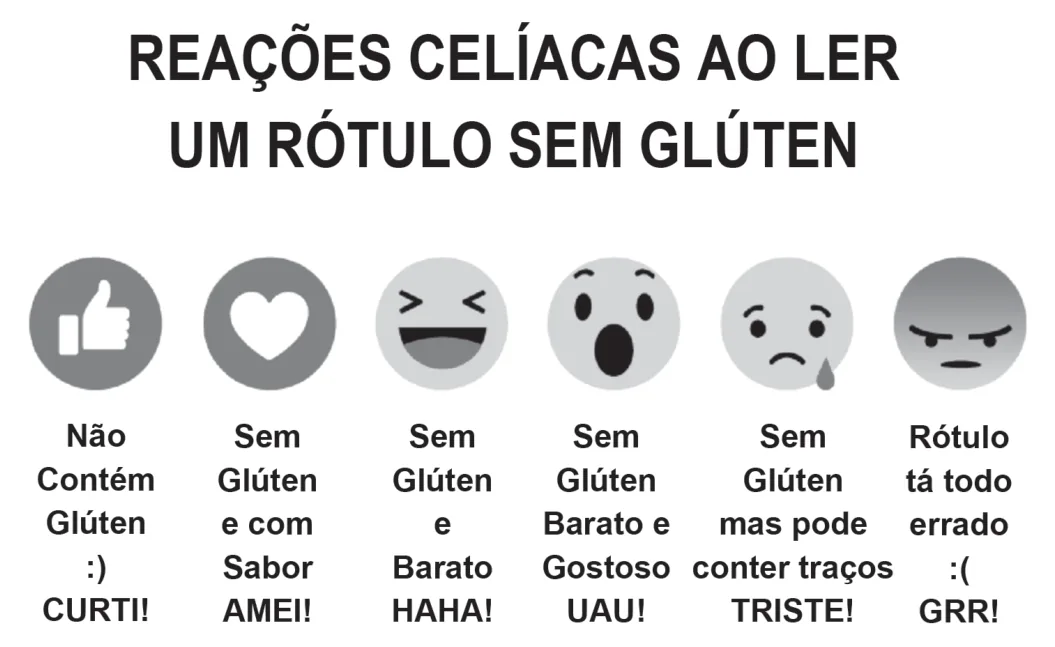 REAÇÕES CELÍACAS AO LER
UM RÓTULO SEM GLÚTEN
Não
Contém
Glúten
:)
CURTI!
Sem
Glúten
e com
Sabor
AMEI!
Sem
Glúten
e
Barato
HAHA!
Sem
Glúten
Barato e
Gostoso
UAU!
Sem
Glúten
mas pode
conter traços
TRISTE!
Rótulo
tá todo
errado
:(
GRR!